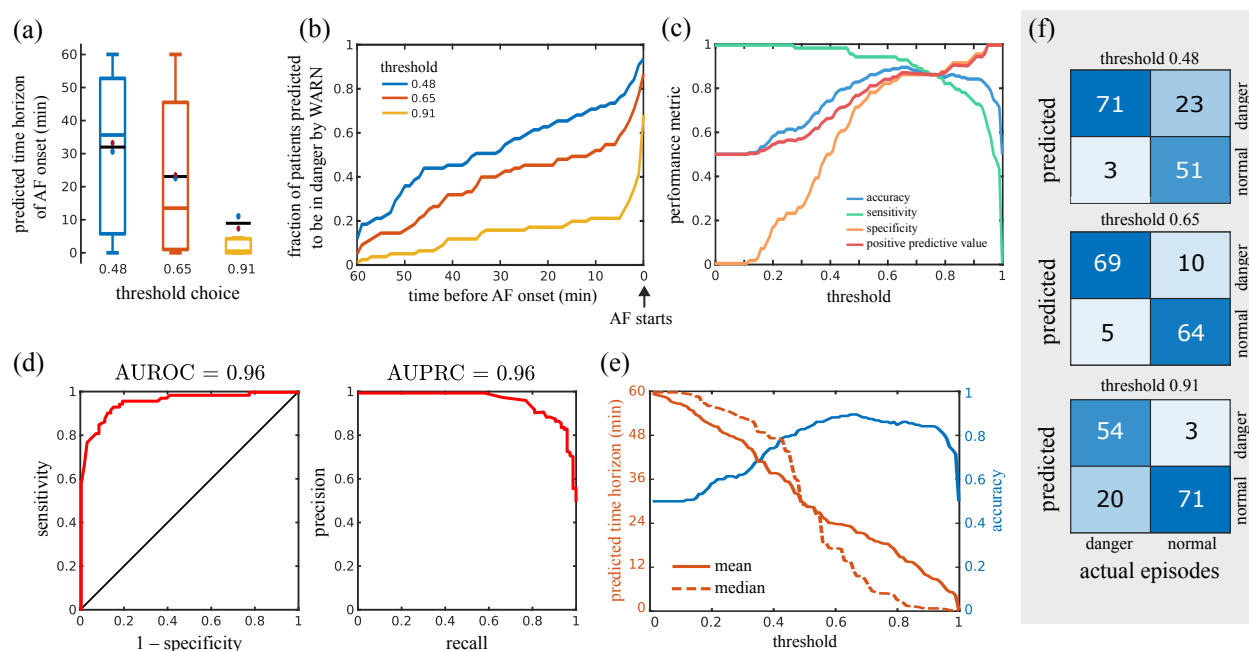 (a)
predicted time horizon
of AF onset (min)
60
50
40
30
20
10
0
0.48
0.65
0.91
threshold choice
(b)
fraction of patients predicted
to be in danger by WARN
1
0.8
0.6
0.4
0.2
0
threshold
0.48
0.65
0.91
60
50
40
30
20
10
0
time before AF onset (min)
AF starts
(c)
performance metric
1
0.8
0.6
0.4
0.2
0
accuracy
sensitivity
specificity
positive predictive value
0
0.2
0.4
0.6
0.8
1
threshold
(d)
AUROC = 0.96
sensitivity
1
0.8
0.6
0.4
0.2
0
0
0.2
0.4
0.6
0.8
1
1 – specificity
AUPRC = 0.96
precision
1
0.8
0.6
0.4
0.2
0
0
0.2
0.4
0.6
0.8
1
recall
(e)
predicted time horizon (min)
60
48
36
24
12
0
mean
median
accuracy
1
0.8
0.6
0.4
0.2
0
0
0.2
0.4
0.6
0.8
1
threshold
(f)
threshold 0.48
predicted
71
23
danger
3
51
normal
threshold 0.65
predicted
69
10
danger
5
64
normal
threshold 0.91
predicted
54
3
danger
20
71
normal
danger
normal
actual episodes